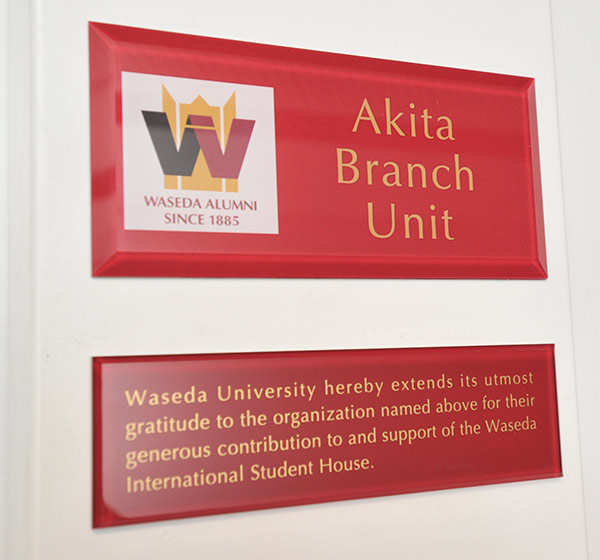 Akita
Branch
Unit
WASEDA ALUMNI
SINCE 1885
Waseda University hereby extends its utmost
gratitude to the organization named above for their
generous contribution to and support of the Waseda
International Student House.